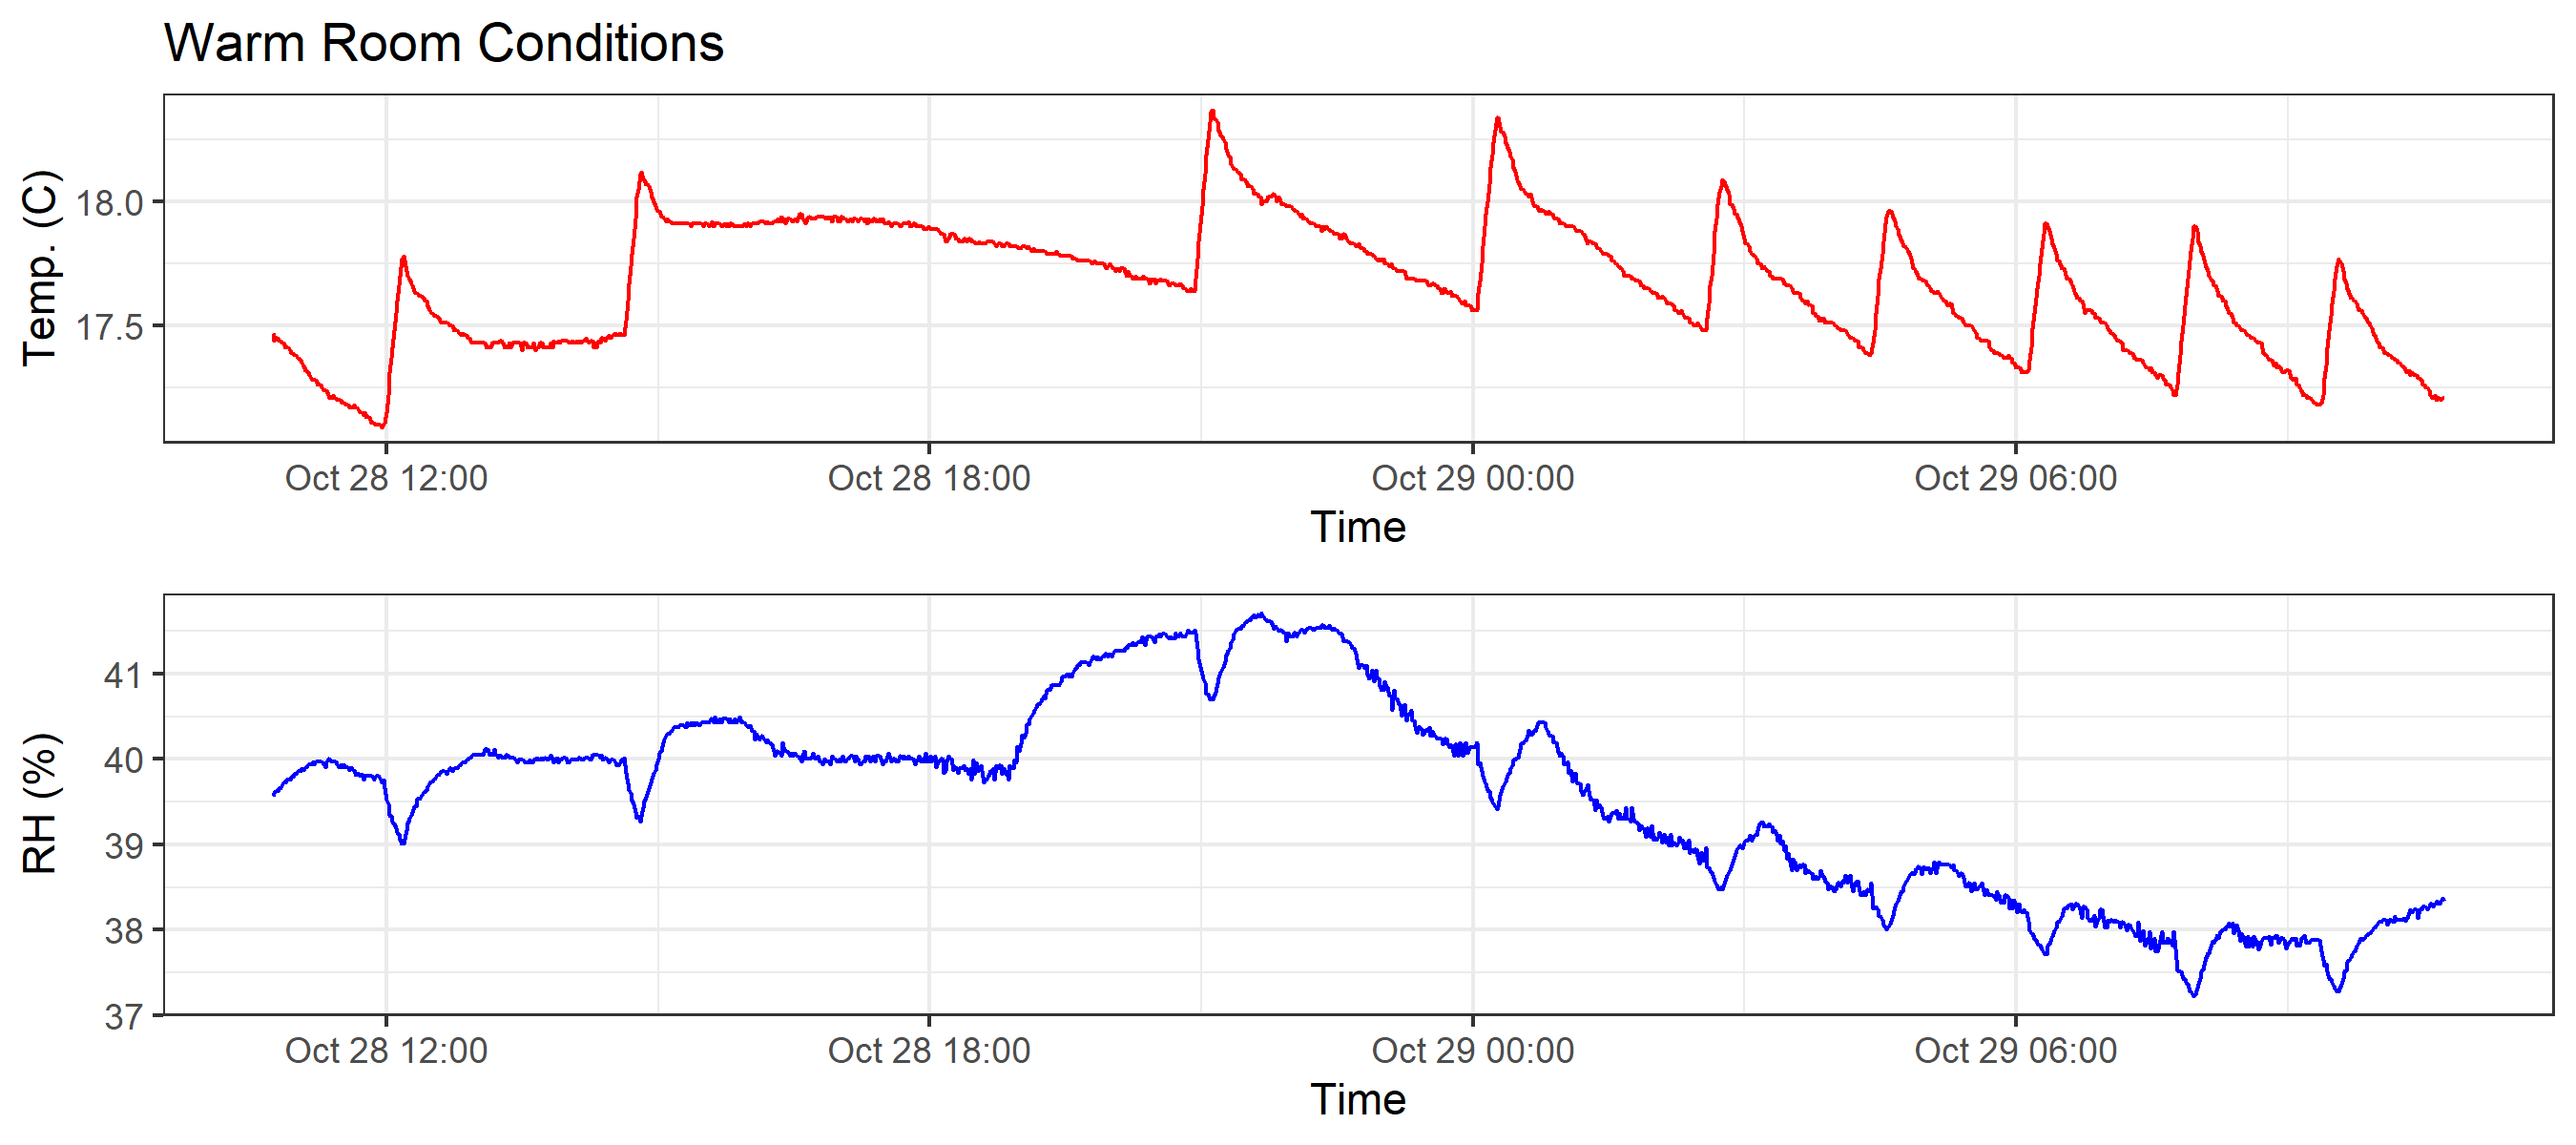 Warm Room Conditions
Temp. (C)
18.0
17.5
Oct 28 12:00 Oct 28 18:00 Oct 29 00:00 Oct 29 06:00
Time
RH (%)
41
40
39
38
37
Oct 28 12:00 Oct 28 18:00 Oct 29 00:00 Oct 29 06:00
Time